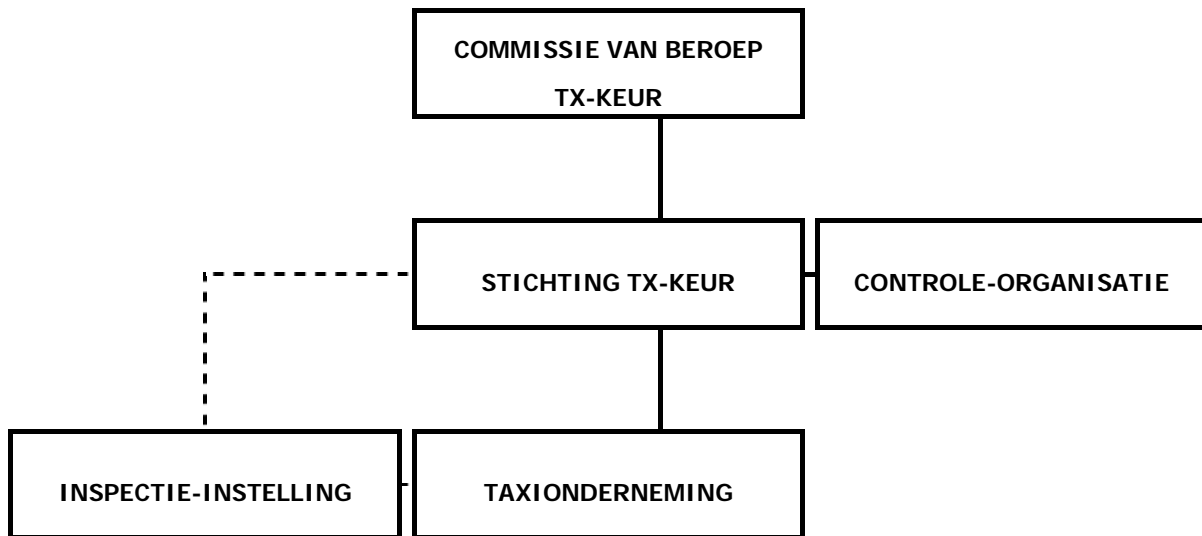 COMMISSIE VAN BEROEP
TX-KEUR
STICHTING TX-KEUR
CONTROLE-ORGANISATIE
INSPECTIE-INSTELLING
TAXIONDERNEMING